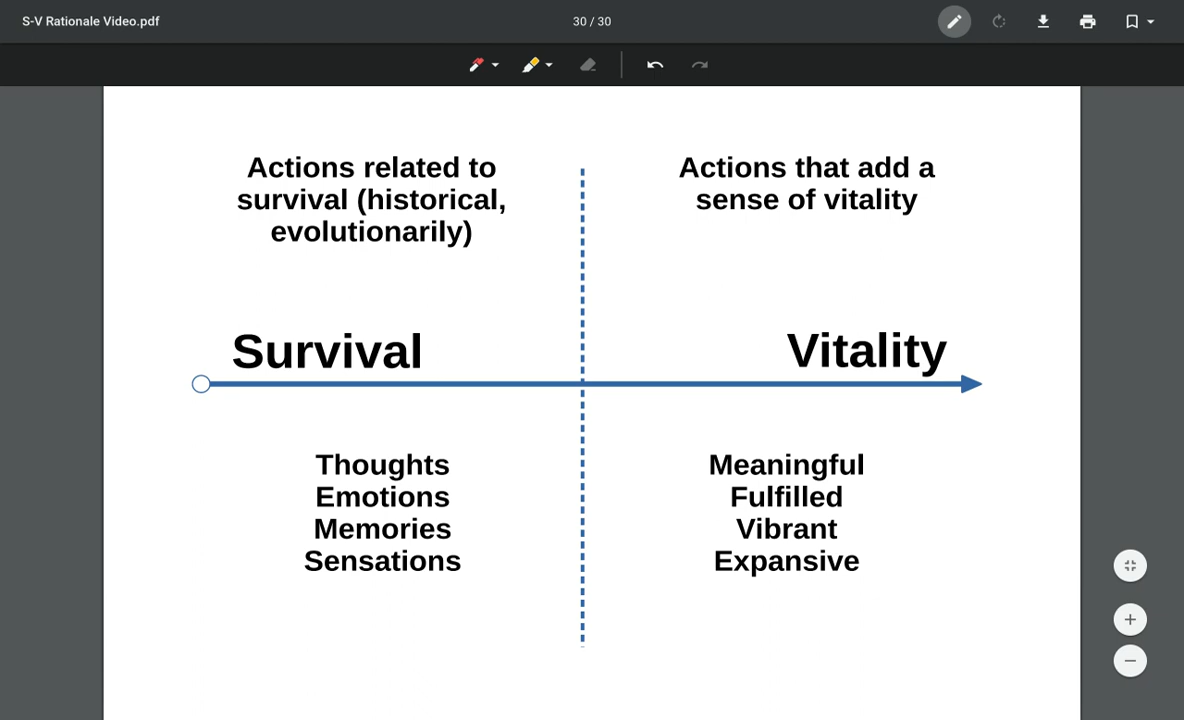 S-V Rationale Video.pdf
30 / 30
Actions related to
survival (historical,
evolutionarily)
Actions that add a
sense of vitality
Survival
Vitality
Thoughts
Emotions
Memories
Sensations
Meaningful
Fulfilled
Vibrant
Expansive